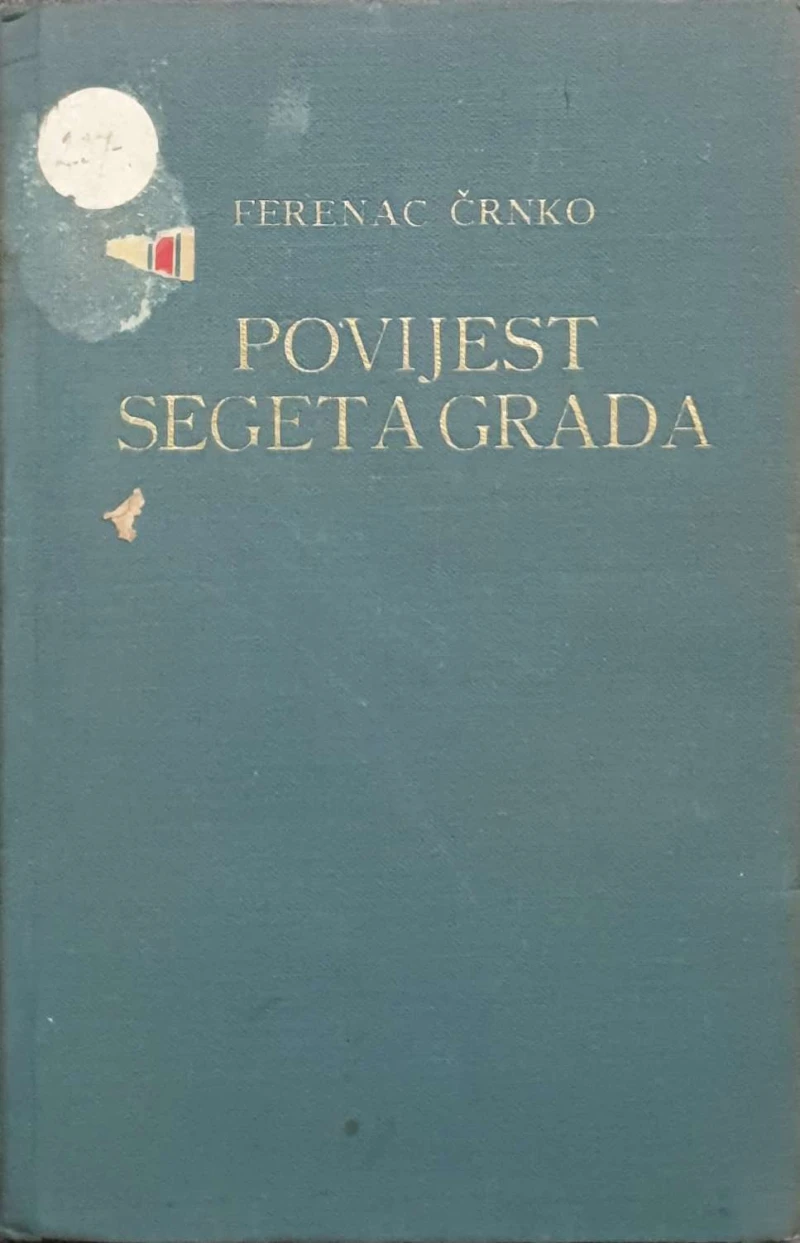 FERENAC ČRNKO
POVIJEST
SEGETA GRADA